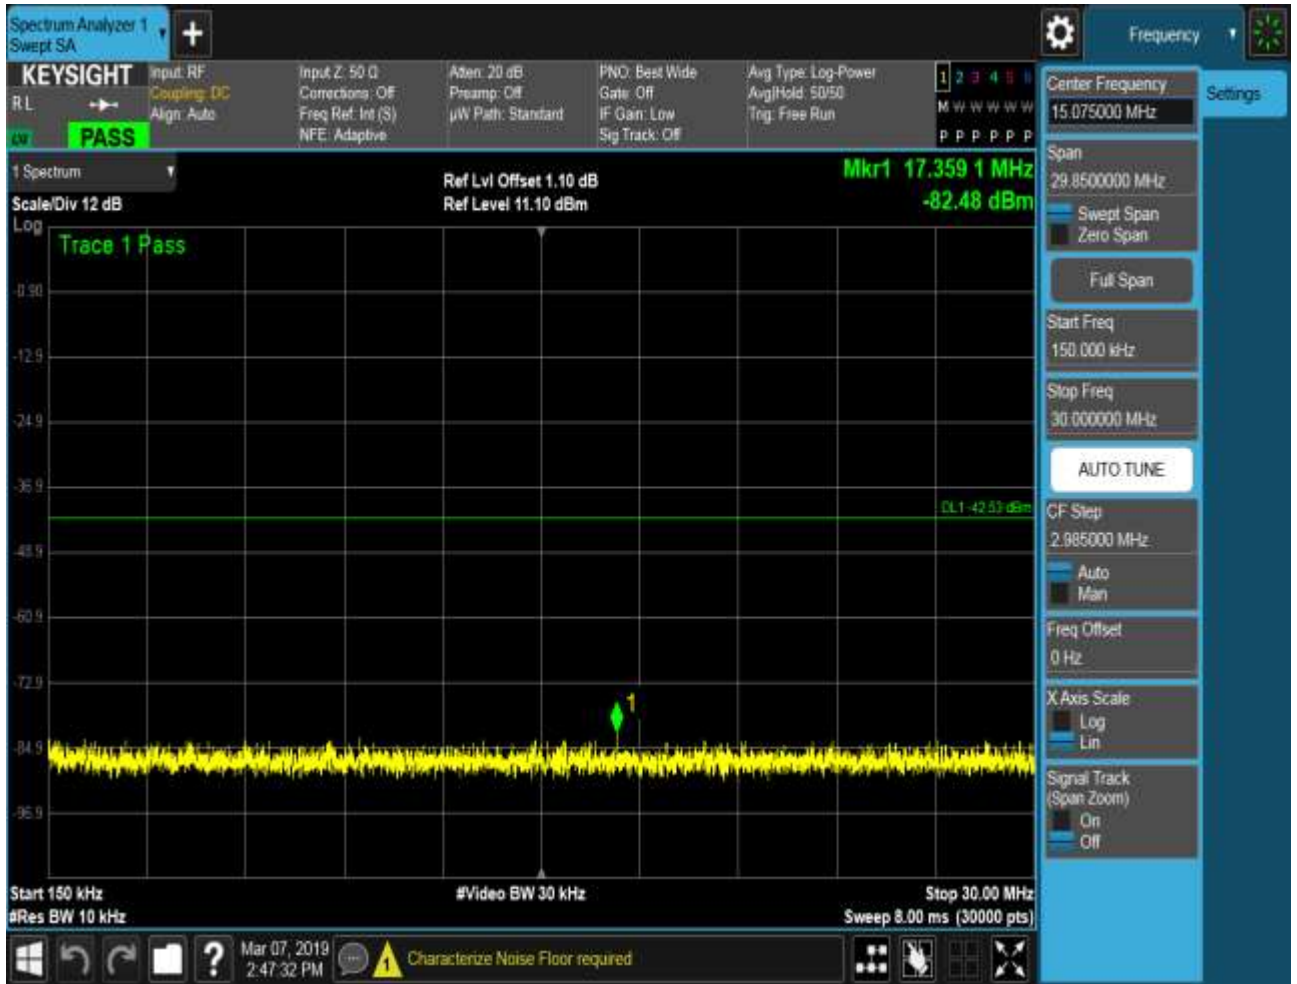 Spectrum Analyzer 1
Swept SA
+
Frequency
KEYSIGHT
R L
PASS
Input: RF
Coupling: DC
Align: Auto
Input Z: 50 Ω
Corrections: Off
Freq Ref: Int (S)
NFE: Adaptive
Atten: 20 dB
Preamp: Off
µW Path: Standard
PNO: Best Wide
Gate: Off
IF Gain: Low
Sig Track: Off
Avg Type: Log-Power
Avg|Hold: 50/50
Trig: Free Run
1 2 3 4 5 6
M W W W W W
P P P P P P
1 Spectrum
Scale/Div 12 dB
Log
Ref Lvl Offset 1.10 dB
Ref Level 11.10 dBm
Mkr1 17.359 1 MHz
-82.48 dBm
Trace 1 Pass
-0.90
-12.9
-24.9
-36.9
DL1 -42.53 dBm
-48.9
-60.9
-72.9
1
-84.9
-96.9
Start 150 kHz
#Video BW 30 kHz
Stop 30.00 MHz
#Res BW 10 kHz
Sweep 8.00 ms (30000 pts)
Center Frequency
15.075000 MHz
Settings
Span
29.8500000 MHz
Swept Span
Zero Span
Full Span
Start Freq
150.000 kHz
Stop Freq
30.000000 MHz
AUTO TUNE
CF Step
2.985000 MHz
Auto
Man
Freq Offset
0 Hz
X Axis Scale
Log
Lin
Signal Track
(Span Zoom)
On
Off
?
Mar 07, 2019
2:47:32 PM
1
Characterize Noise Floor required